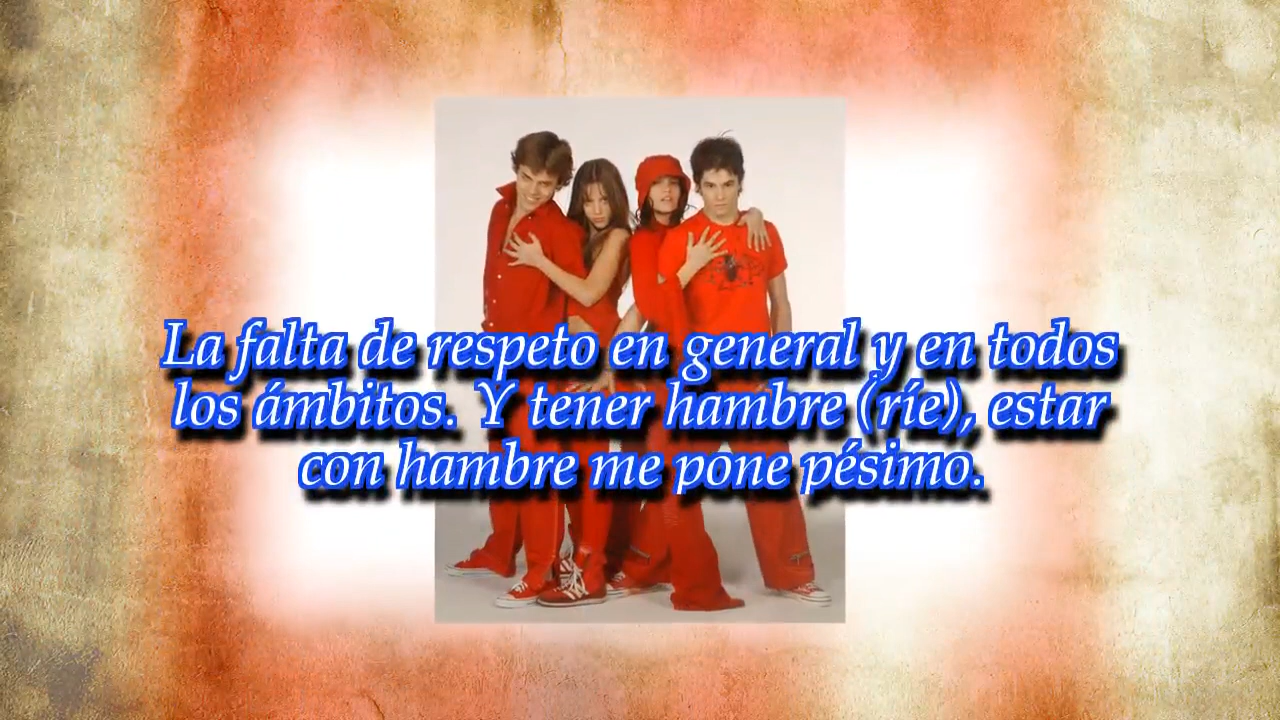 La falta de respeto en general y en todos
los ámbitos. Y tener hambre (ríe), estar
con hambre me pone pésimo.